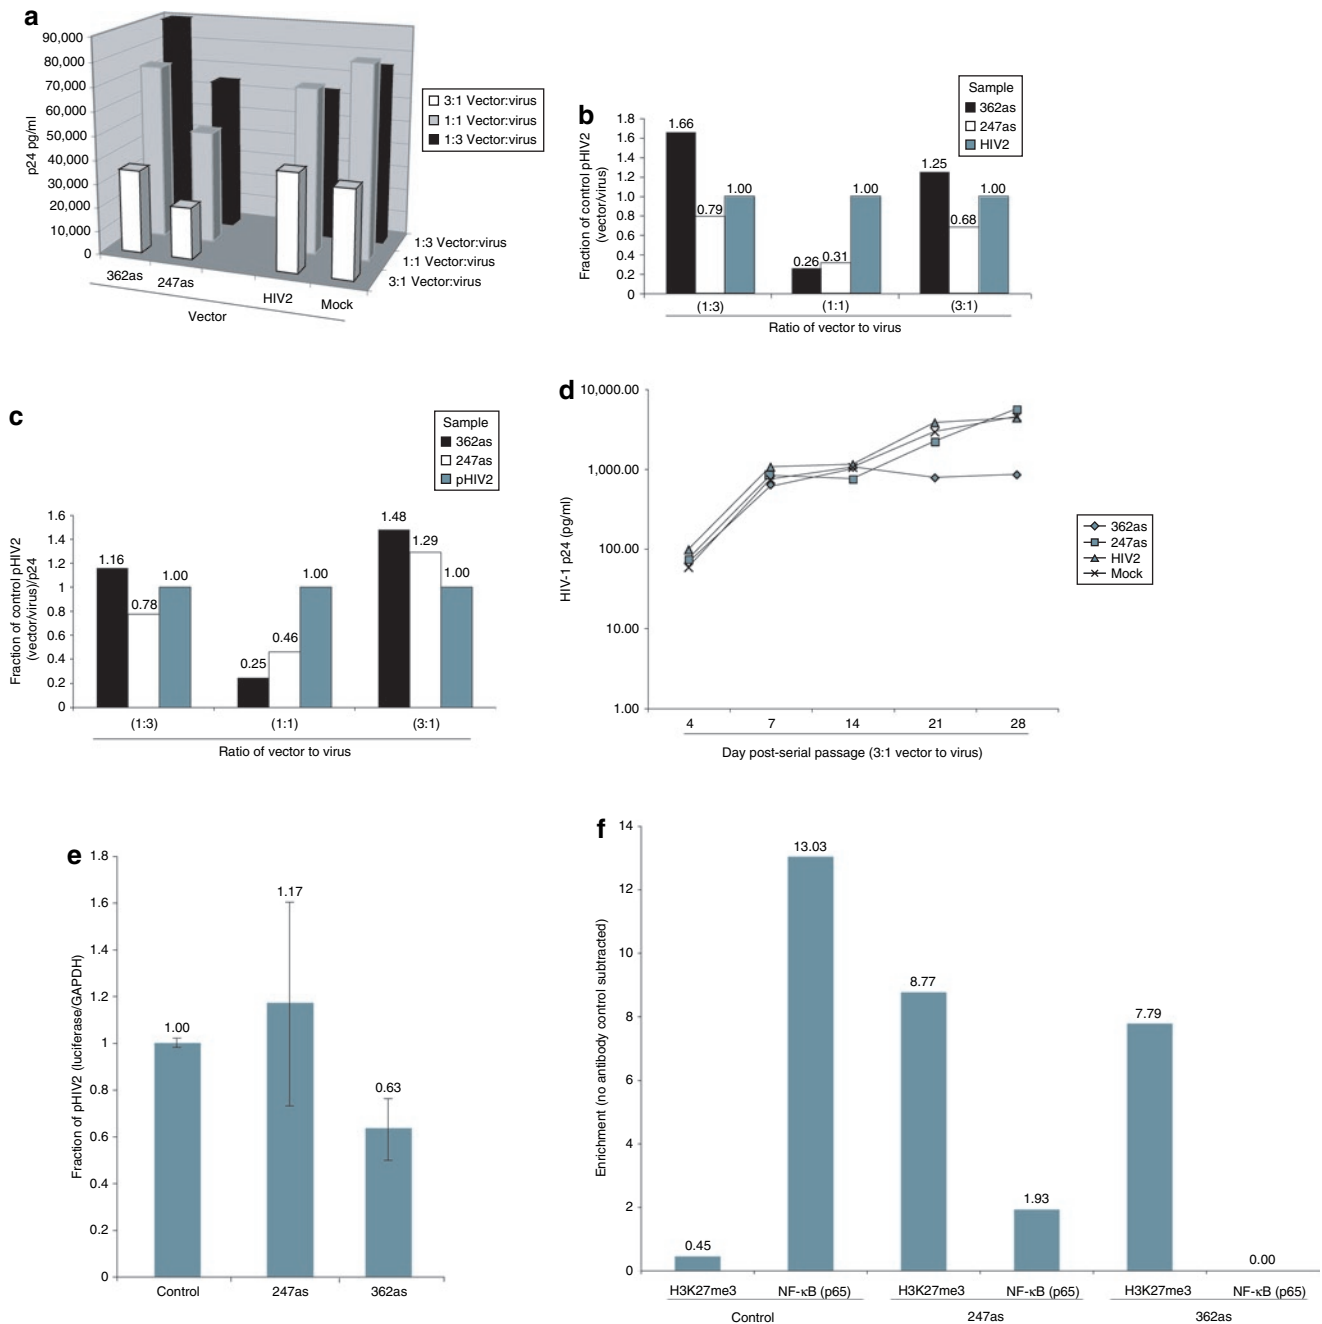 a
90,000
80,000
70,000
60,000
50,000
40,000
30,000
20,000
10,000
0
p24 pg/ml
362as
247as
HIV2
Mock
Vector
1:3 Vector:virus
1:1 Vector:virus
3:1 Vector:virus
3:1 Vector:virus
1:1 Vector:virus
1:3 Vector:virus
b
Sample
362as
247as
HIV2
Fraction of control pHIV2
(vector/virus)
1.8
1.6
1.4
1.2
1.0
0.8
0.6
0.4
0.2
0
1.66
0.79
1.00
0.26
0.31
1.00
1.25
0.68
1.00
(1:3)
(1:1)
(3:1)
Ratio of vector to virus
c
Sample
362as
247as
pHIV2
Fraction of control pHIV2
(vector/virus)/p24
1.6
1.4
1.2
1
0.8
0.6
0.4
0.2
0
1.16
0.78
1.00
0.25
0.46
1.00
1.48
1.29
1.00
(1:3)
(1:1)
(3:1)
Ratio of vector to virus
d
10,000.00
1,000.00
100.00
10.00
1.00
HIV-1 p24 (pg/ml)
4
7
14
21
28
Day post-serial passage (3:1 vector to virus)
362as
247as
HIV2
Mock
e
Fraction of pHIV2 (luciferase/GAPDH)
1.8
1.6
1.4
1.2
1
0.8
0.6
0.4
0.2
0
1.00
1.17
0.63
Control
247as
362as
f
Enrichment (no antibody control subtracted)
14
12
10
8
6
4
2
0
0.45
13.03
8.77
1.93
7.79
0.00
H3K27me3
NF-κB (p65)
H3K27me3
NF-κB (p65)
H3K27me3
NF-κB (p65)
Control
247as
362as